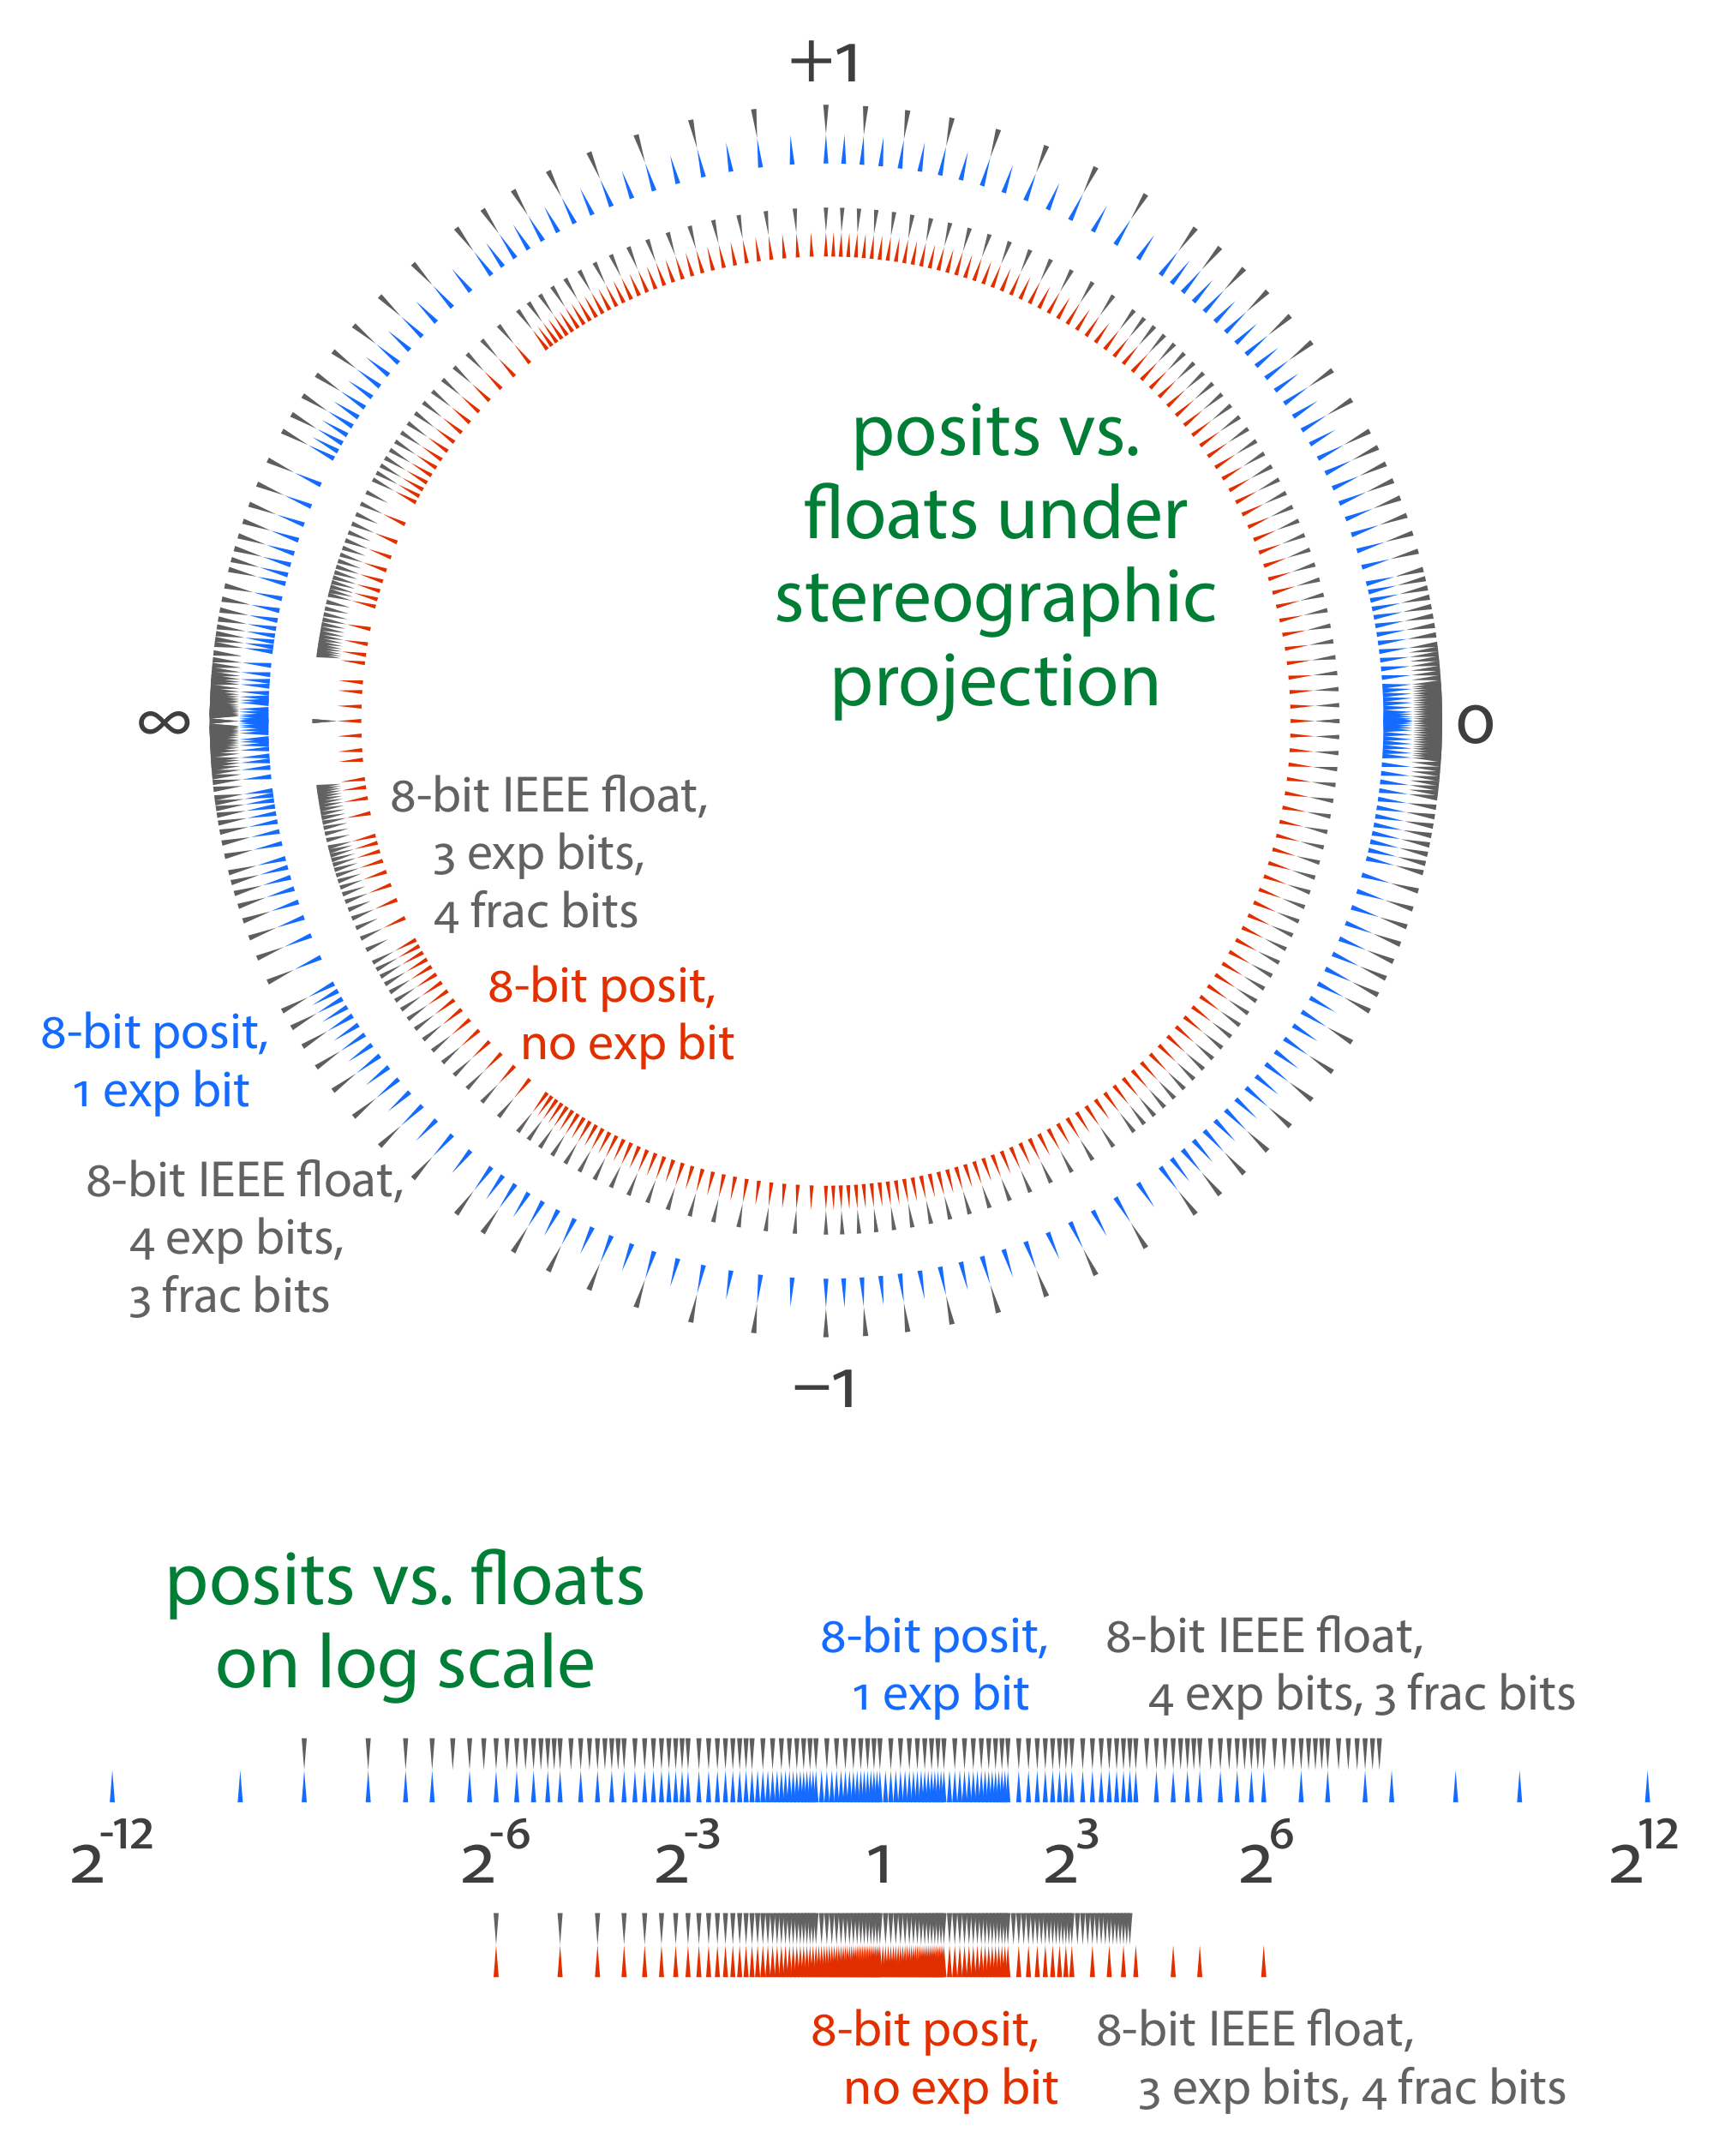 +1
posits vs.
floats under
stereographic
projection
∞
0
8-bit IEEE float,
3 exp bits,
4 frac bits
8-bit posit,
no exp bit
8-bit posit,
1 exp bit
8-bit IEEE float,
4 exp bits,
3 frac bits
−1
posits vs. floats
on log scale
8-bit posit,
1 exp bit
8-bit IEEE float,
4 exp bits, 3 frac bits
2^-12 2^-6 2^-3 1 2^3 2^6 2^12
8-bit posit,
no exp bit
8-bit IEEE float,
3 exp bits, 4 frac bits